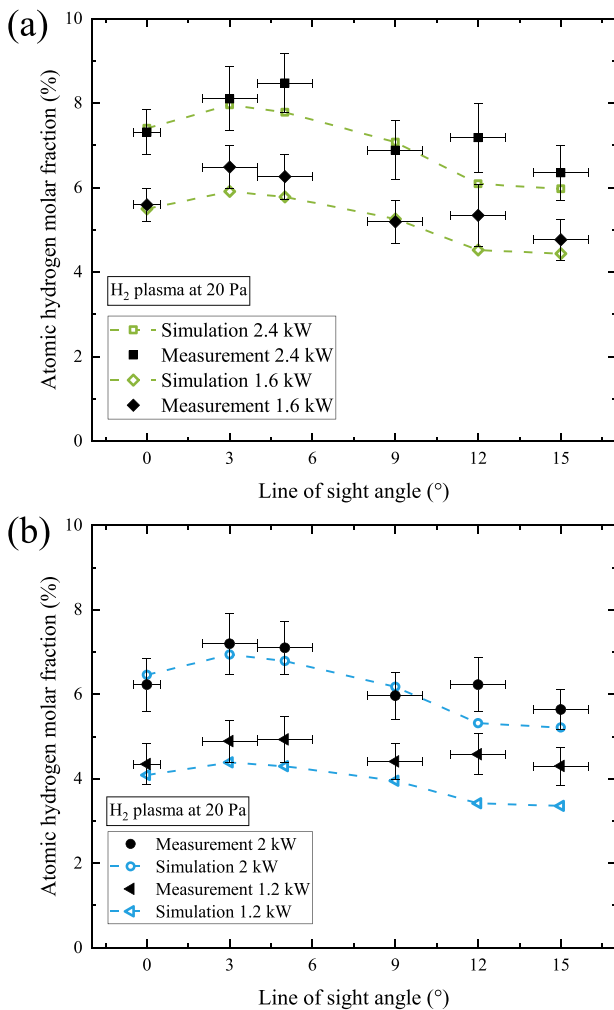 (a)
Atomic hydrogen molar fraction (%)
10
8
6
4
2
0
H₂ plasma at 20 Pa
Simulation 2.4 kW
Measurement 2.4 kW
Simulation 1.6 kW
Measurement 1.6 kW
0 3 6 9 12 15
Line of sight angle (°)
(b)
Atomic hydrogen molar fraction (%)
10
8
6
4
2
0
H₂ plasma at 20 Pa
Measurement 2 kW
Simulation 2 kW
Measurement 1.2 kW
Simulation 1.2 kW
0 3 6 9 12 15
Line of sight angle (°)